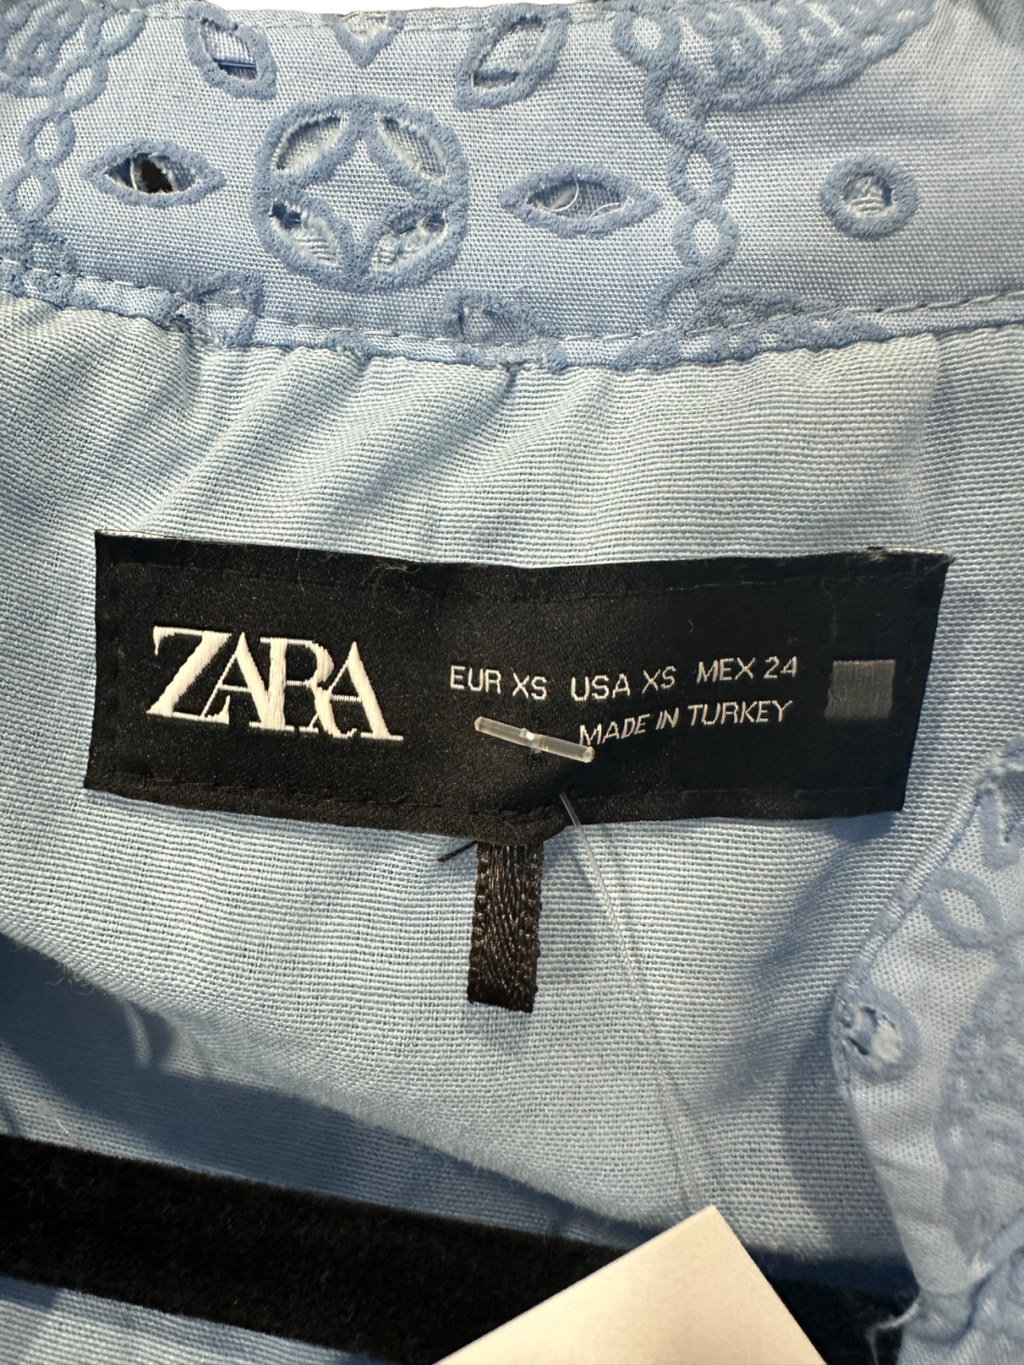 ZARA
EUR XS USA XS MEX 24
MADE IN TURKEY